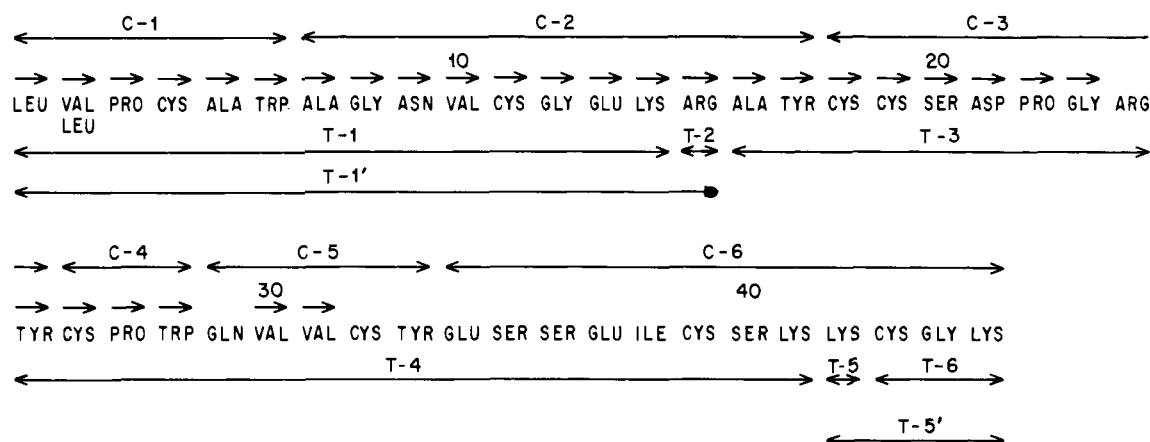 C-1 C-2 C-3
10 20
LEU VAL PRO CYS ALA TRP ALA GLY ASN VAL CYS GLY GLU LYS ARG ALA TYR CYS CYS SER ASP PRO GLY ARG
LEU
T-1 T-2 T-3
T-1'
C-4 C-5 C-6
30 40
TYR CYS PRO TRP GLN VAL VAL CYS TYR GLU SER SER GLU ILE CYS SER LYS LYS CYS GLY LYS
T-4 T-5 T-6
T-5'